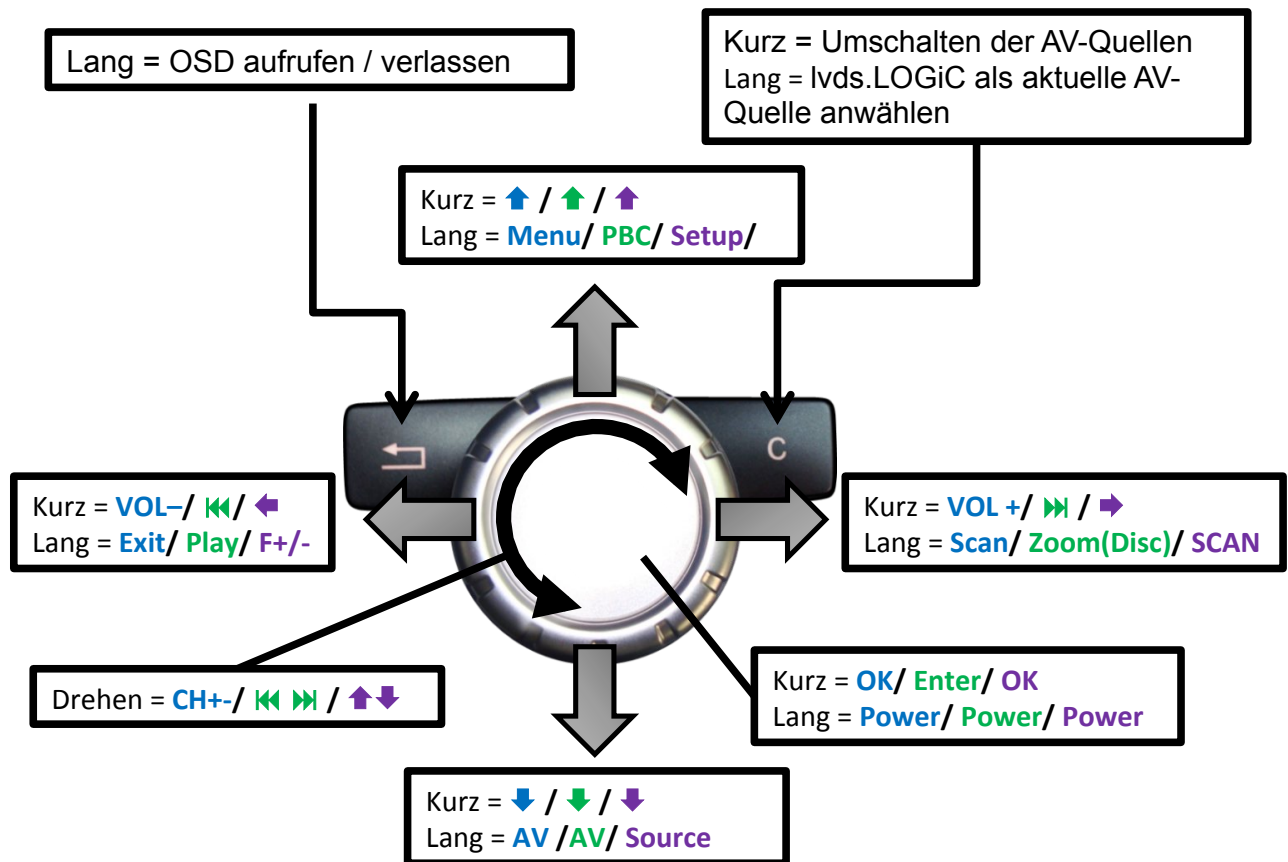 Lang = OSD aufrufen / verlassen
Kurz = Umschalten der AV-Quellen
Lang = lvds.LOGiC als aktuelle AV-
Quelle anwählen
Kurz = ⬆ / ⬆ / ⬆
Lang = Menu/ PBC/ Setup/
C
Kurz = VOL–/ ⏮/ ⬅
Lang = Exit/ Play/ F+/-
Kurz = VOL +/ ⏭ / ➡
Lang = Scan/ Zoom(Disc)/ SCAN
Drehen = CH+-/ ⏮ ⏭ / ⬆⬇
Kurz = OK/ Enter/ OK
Lang = Power/ Power/ Power
Kurz = ⬇ / ⬇ / ⬇
Lang = AV /AV/ Source